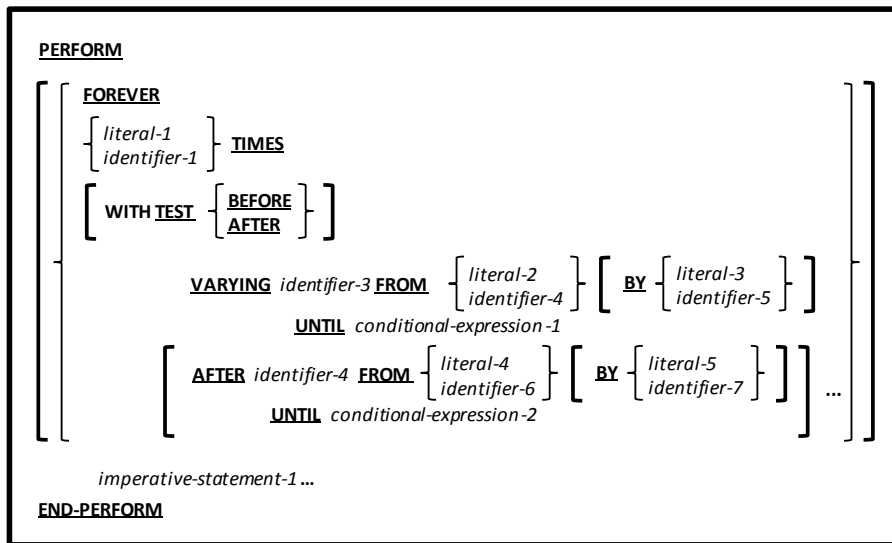 PERFORM
FOREVER
literal-1
identifier-1
TIMES
WITH TEST
BEFORE
AFTER
VARYING identifier-3 FROM
literal-2
identifier-4
BY
literal-3
identifier-5
UNTIL conditional-expression-1
AFTER identifier-4 FROM
literal-4
identifier-6
BY
literal-5
identifier-7
...
UNTIL conditional-expression-2
imperative-statement-1...
END-PERFORM